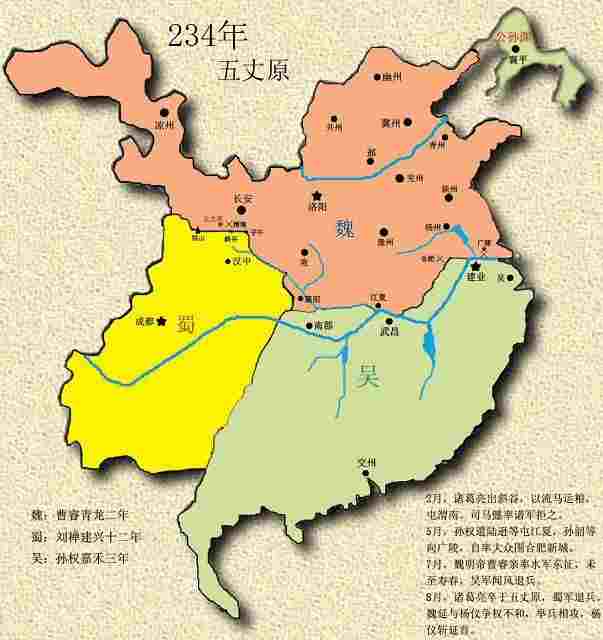 234年
五丈原
公孙渊
襄平
幽州
凉州
并州
冀州
青州
邺
兖州
徐州
长安
洛阳
魏
豫州
扬州
广陵
祁山
子午
汉中
宛
合肥
建业
吴
襄阳
江夏
成都
蜀
南郡
武昌
吴
交州
魏:曹睿青龙二年
蜀:刘禅建兴十二年
吴:孙权嘉禾三年
2月,诸葛亮出斜谷,以流马运粮,
屯渭南。司马懿率诸军拒之。
5月,孙权遣陆逊等屯江夏,孙韶等
向广陵,自率大众围合肥新城。
7月,魏明帝曹睿亲率水军东征,未
至寿春,吴军闻风退兵。
8月,诸葛亮卒于五丈原,蜀军退兵。
魏延与杨仪争权不和,举兵相攻,杨
仪斩延首。